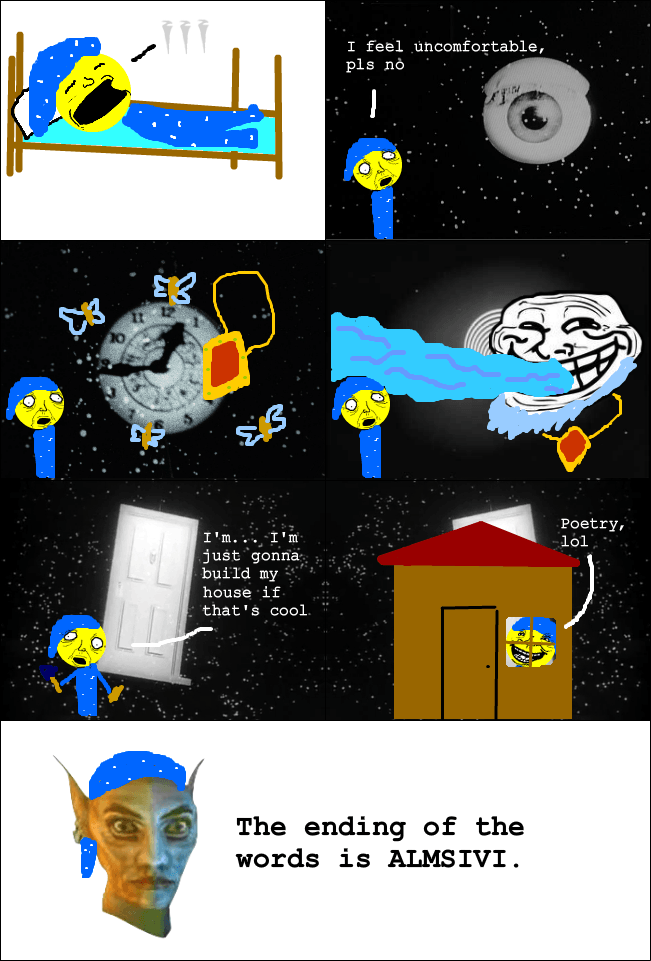 I feel uncomfortable,
pls no
I'm... I'm
just gonna
build my
house if
that's cool
Poetry,
lol
The ending of the
words is ALMSIVI.